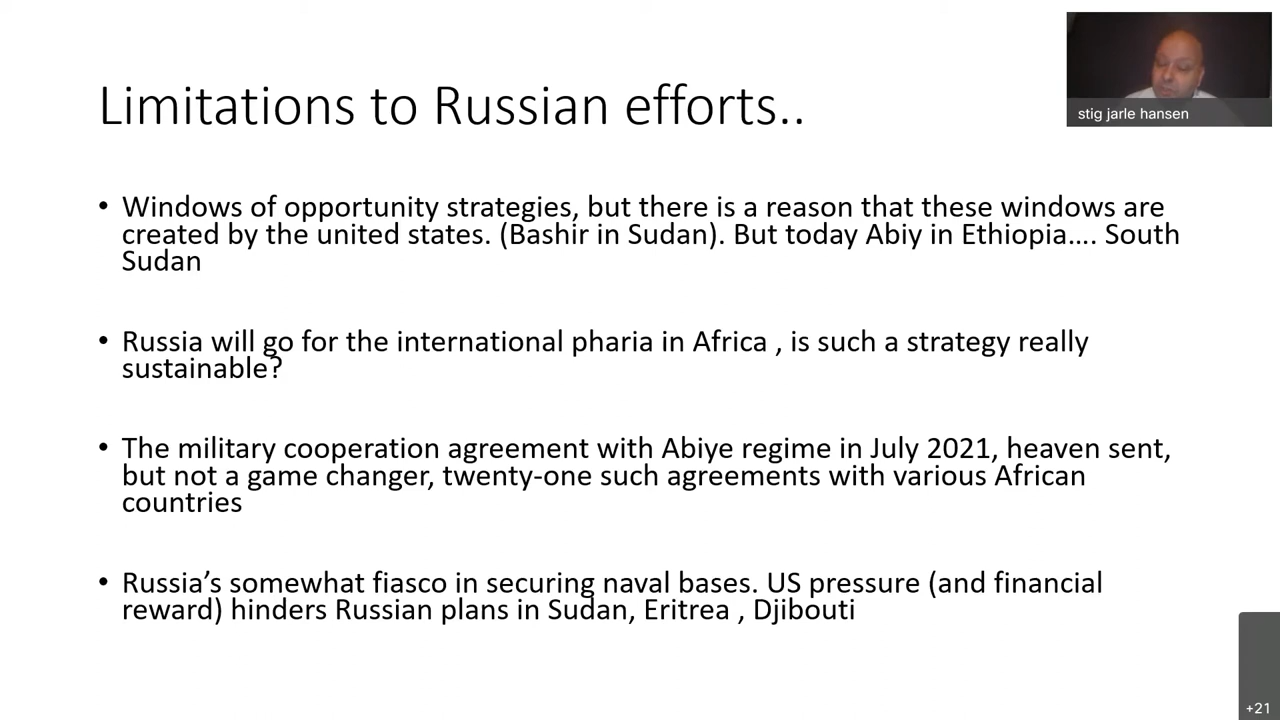 Limitations to Russian efforts..
stig jarle hansen
• Windows of opportunity strategies, but there is a reason that these windows are
created by the united states. (Bashir in Sudan). But today Abiy in Ethiopia…. South
Sudan
• Russia will go for the international pharia in Africa , is such a strategy really
sustainable?
• The military cooperation agreement with Abiye regime in July 2021, heaven sent,
but not a game changer, twenty-one such agreements with various African
countries
• Russia’s somewhat fiasco in securing naval bases. US pressure (and financial
reward) hinders Russian plans in Sudan, Eritrea , Djibouti
+21